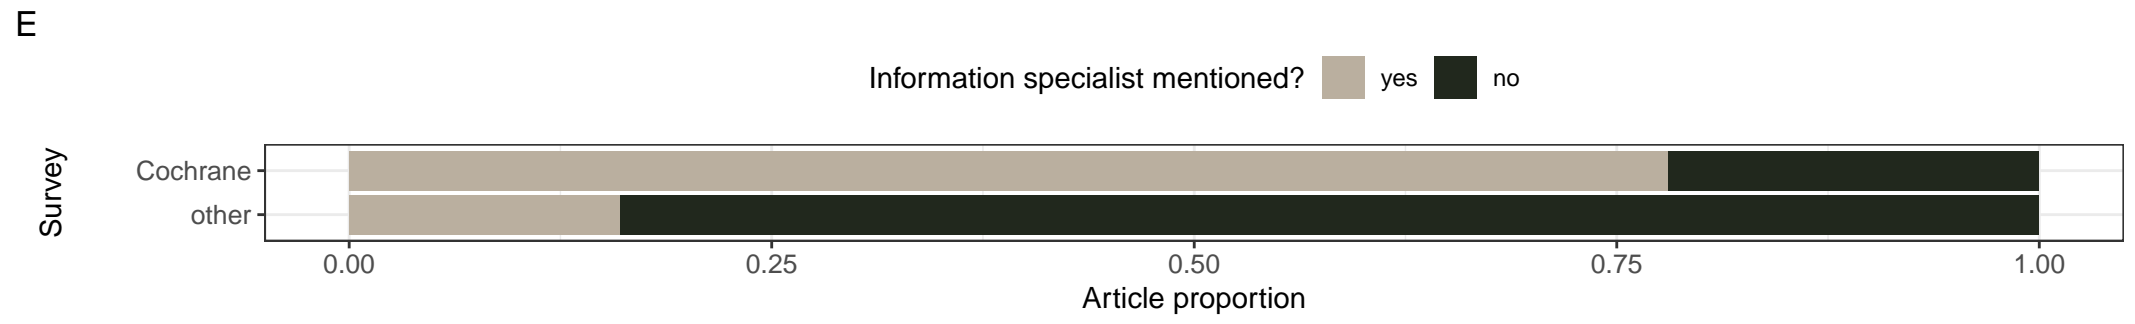 E
Information specialist mentioned? yes no
Survey
Cochrane
other
0.00 0.25 0.50 0.75 1.00
Article proportion